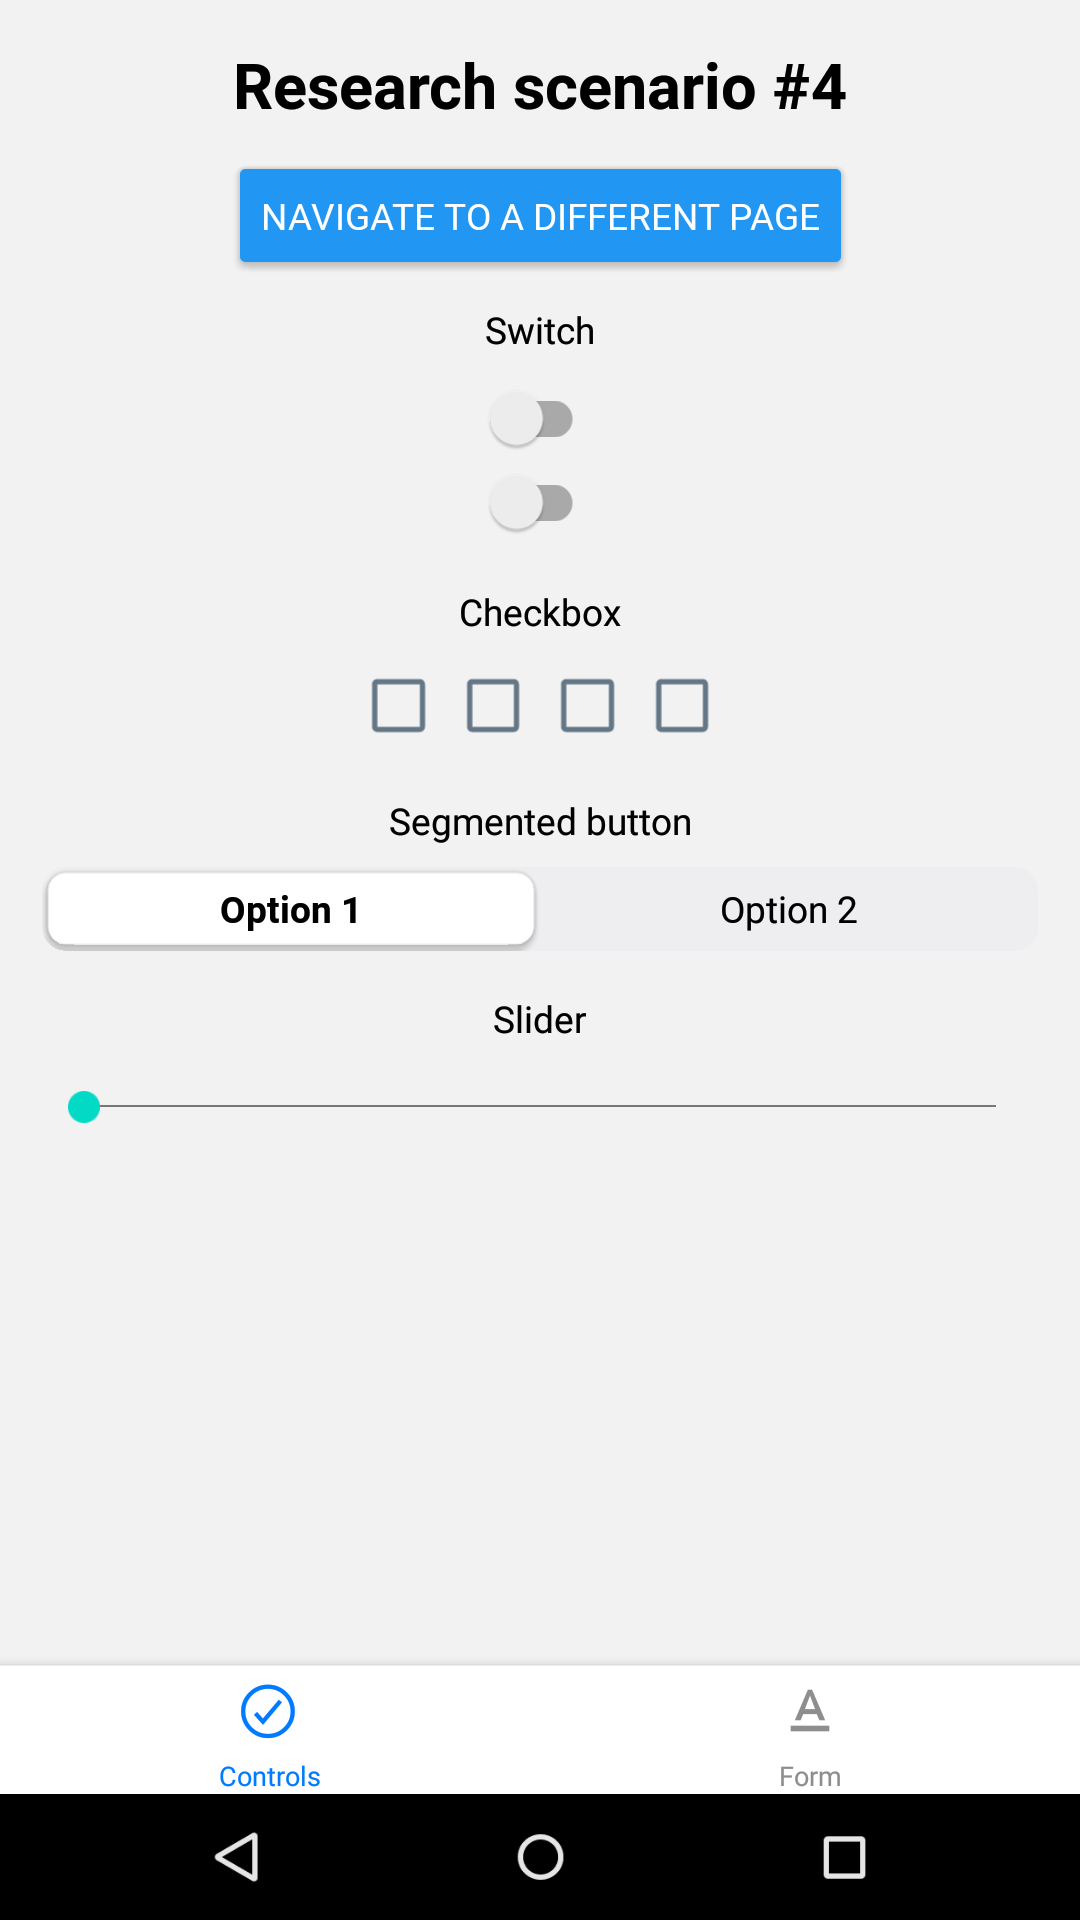 Research scenario #4
NAVIGATE TO A DIFFERENT PAGE
Switch
Checkbox
Segmented button
Option 1
Option 2
Slider
Controls
Form